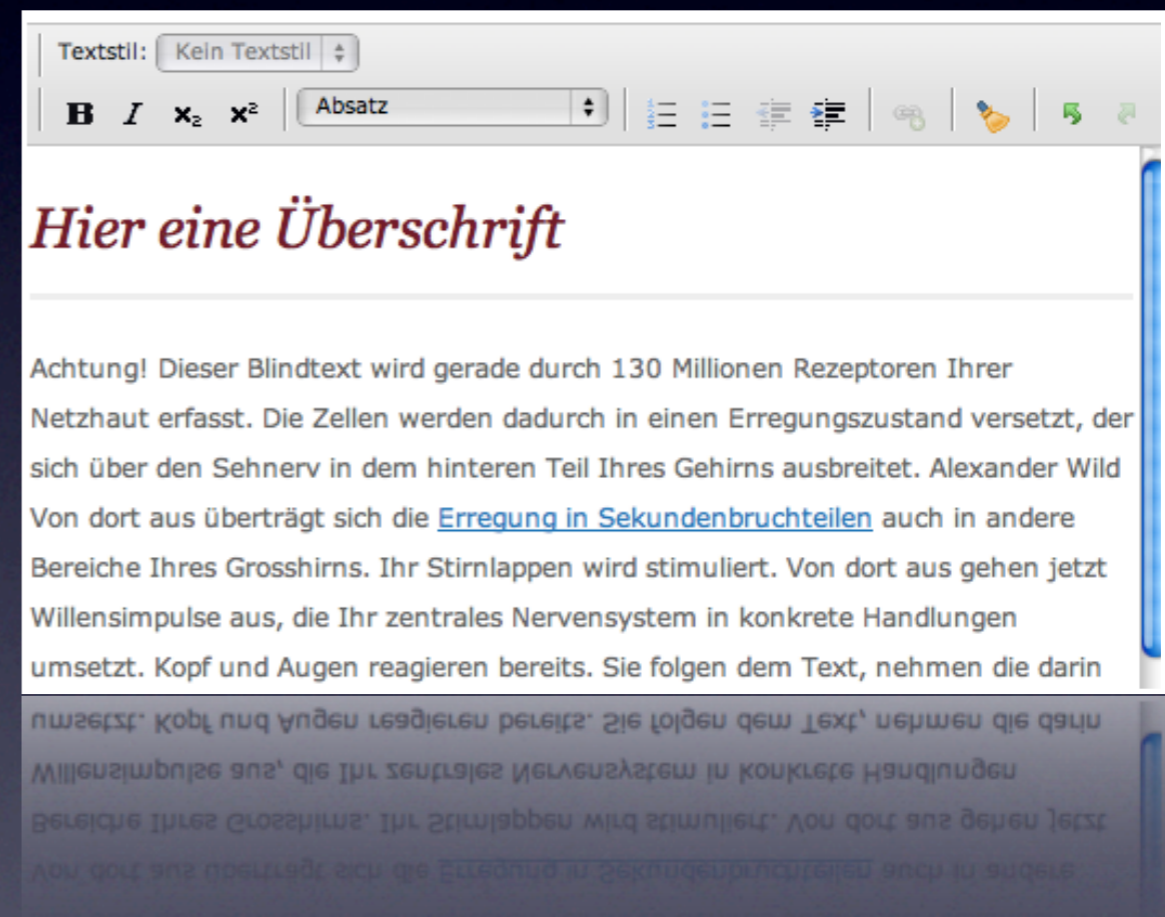 Textstil: Kein Textstil
B I x₂ x² Absatz
Hier eine Überschrift
Achtung! Dieser Blindtext wird gerade durch 130 Millionen Rezeptoren Ihrer
Netzhaut erfasst. Die Zellen werden dadurch in einen Erregungszustand versetzt, der
sich über den Sehnerv in dem hinteren Teil Ihres Gehirns ausbreitet. Alexander Wild
Von dort aus überträgt sich die Erregung in Sekundenbruchteilen auch in andere
Bereiche Ihres Grosshirns. Ihr Stirnlappen wird stimuliert. Von dort aus gehen jetzt
Willensimpulse aus, die Ihr zentrales Nervensystem in konkrete Handlungen
umsetzt. Kopf und Augen reagieren bereits. Sie folgen dem Text, nehmen die darin